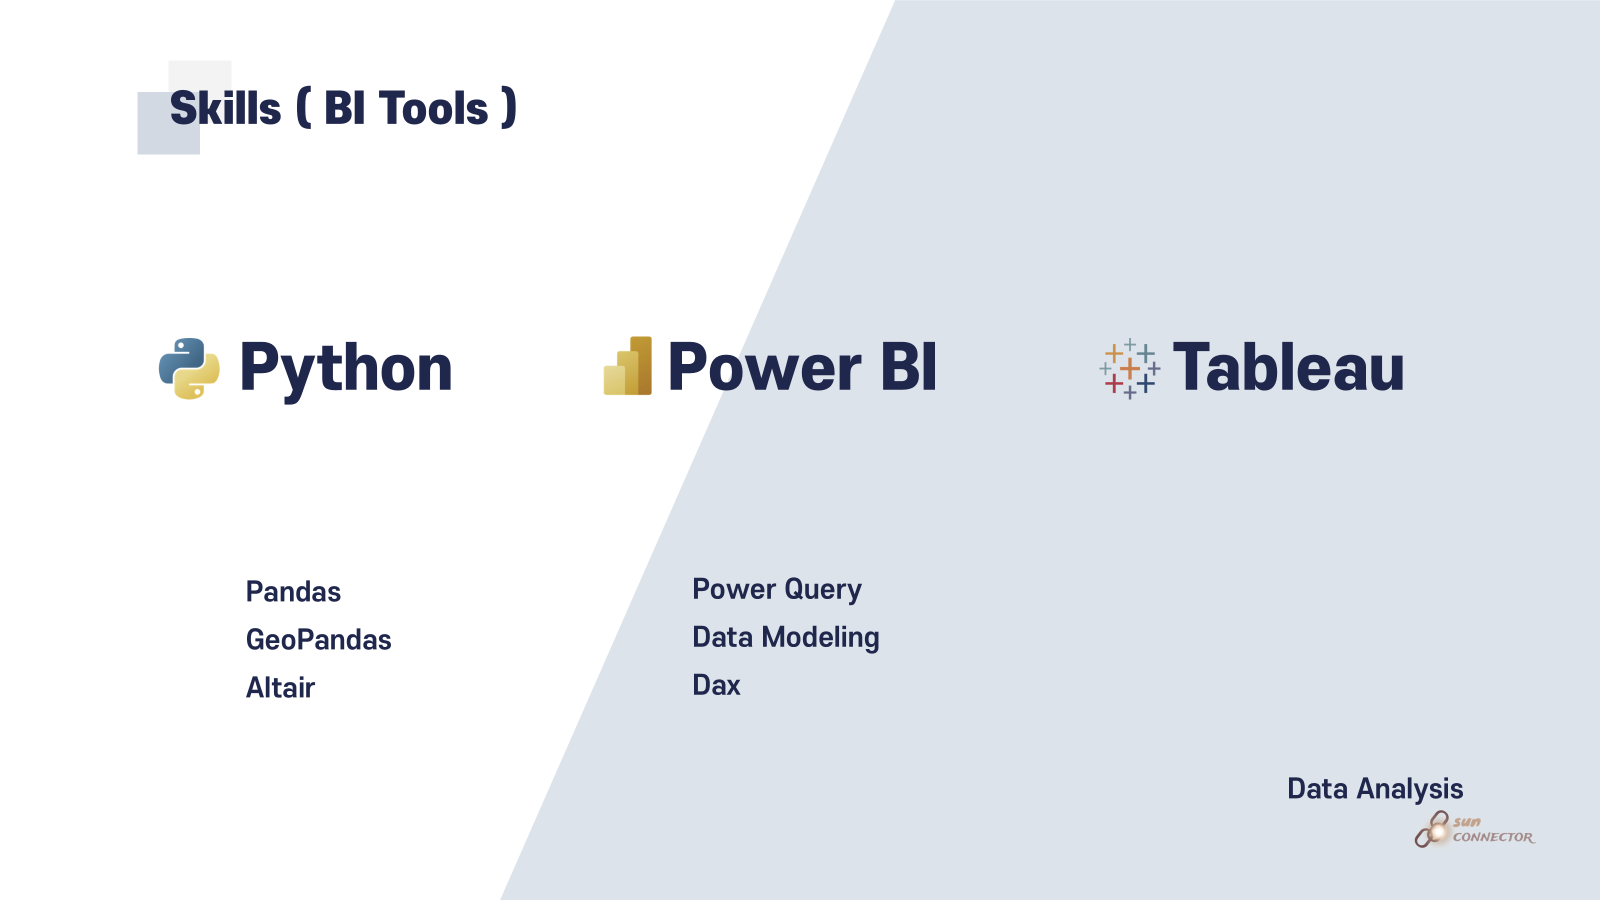 Skills ( BI Tools )
Python
Power BI
Tableau
Pandas
GeoPandas
Altair
Power Query
Data Modeling
Dax
Data Analysis
sun
CONNECTOR